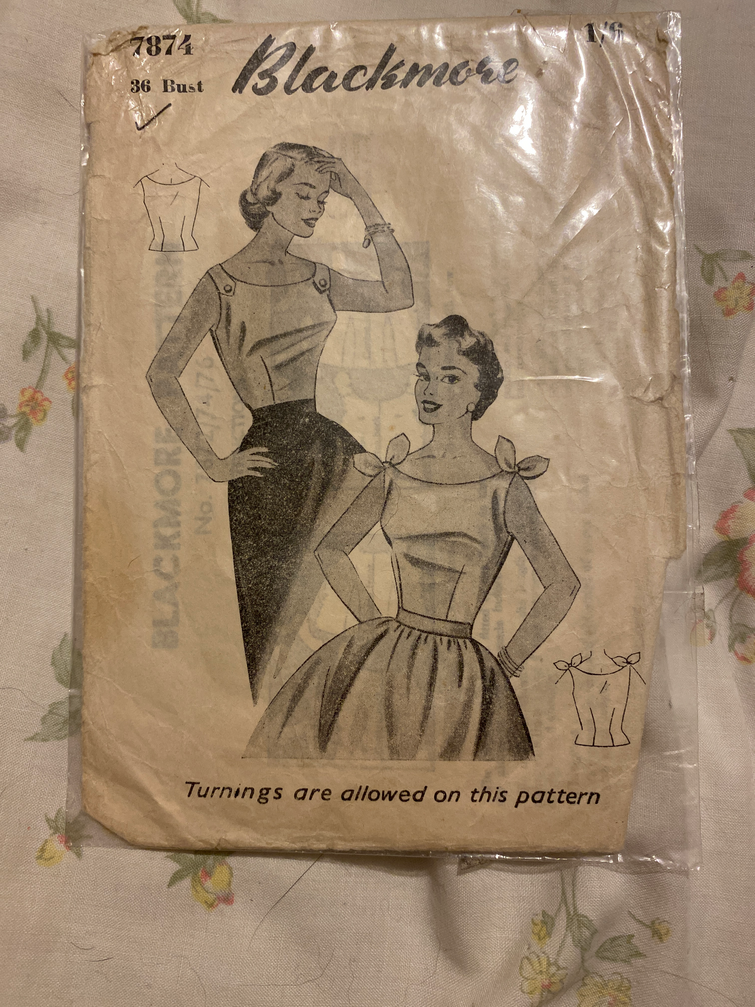 7874
Blackmore
1/6
36 Bust
BLACKMORE
No.
Turnings are allowed on this pattern